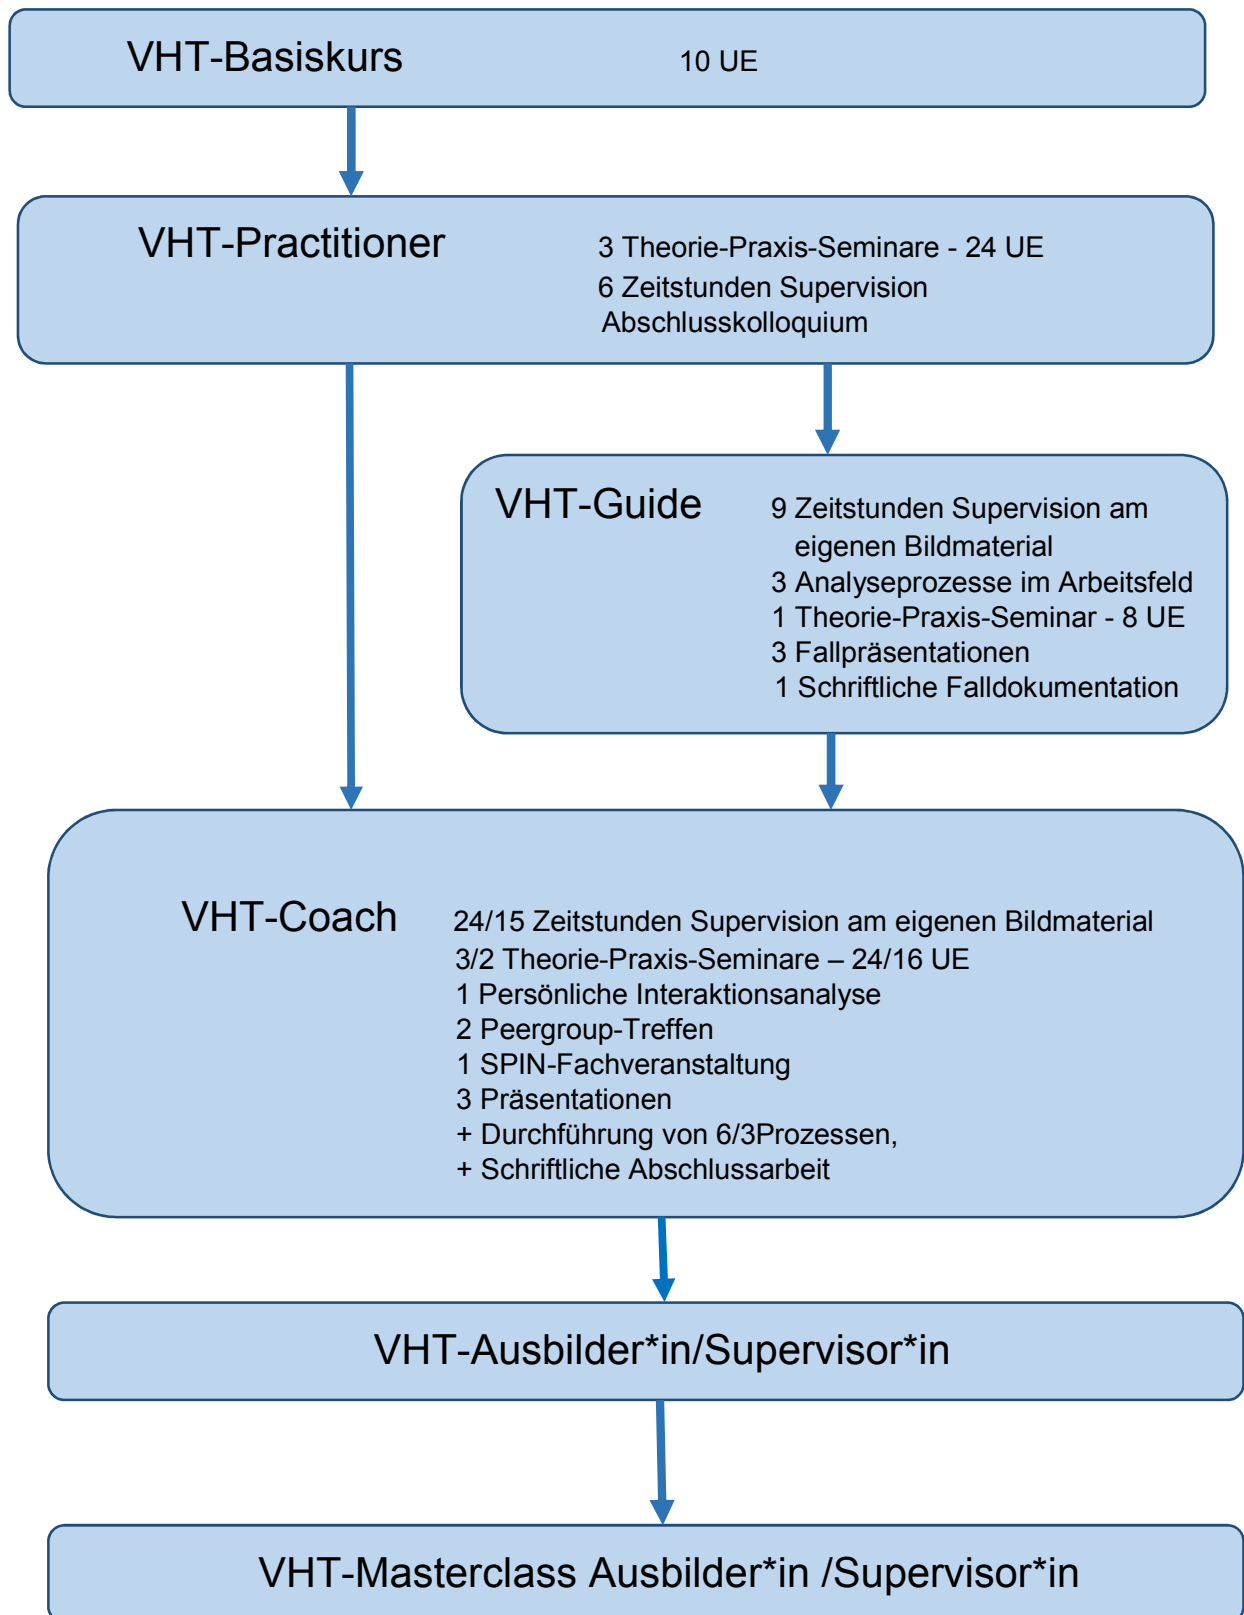 VHT-Basiskurs 10 UE
VHT-Practitioner 3 Theorie-Praxis-Seminare - 24 UE
6 Zeitstunden Supervision
Abschlusskolloquium
VHT-Guide 9 Zeitstunden Supervision am
eigenen Bildmaterial
3 Analyseprozesse im Arbeitsfeld
1 Theorie-Praxis-Seminar - 8 UE
3 Fallpräsentationen
1 Schriftliche Falldokumentation
VHT-Coach 24/15 Zeitstunden Supervision am eigenen Bildmaterial
3/2 Theorie-Praxis-Seminare – 24/16 UE
1 Persönliche Interaktionsanalyse
2 Peergroup-Treffen
1 SPIN-Fachveranstaltung
3 Präsentationen
+ Durchführung von 6/3Prozessen,
+ Schriftliche Abschlussarbeit
VHT-Ausbilder*in/Supervisor*in
VHT-Masterclass Ausbilder*in /Supervisor*in